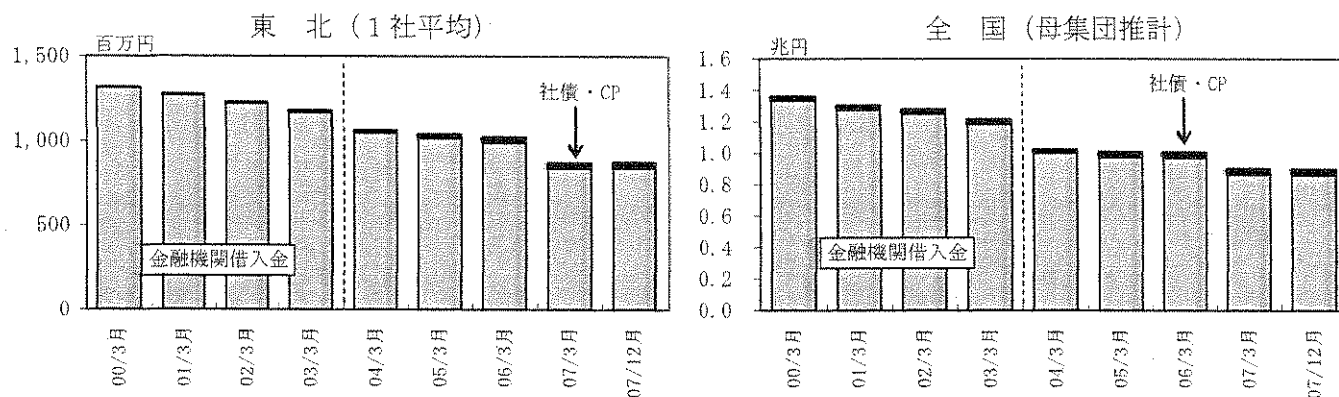 東 北 (1社平均)
百万円
1,500
1,000
500
0
社債・CP
金融機関借入金
00/3月
01/3月
02/3月
03/3月
04/3月
05/3月
06/3月
07/3月
07/12月
全 国 (母集団推計)
兆円
1.6
1.4
1.2
1.0
0.8
0.6
0.4
0.2
0.0
社債・CP
金融機関借入金
00/3月
01/3月
02/3月
03/3月
04/3月
05/3月
06/3月
07/3月
07/12月